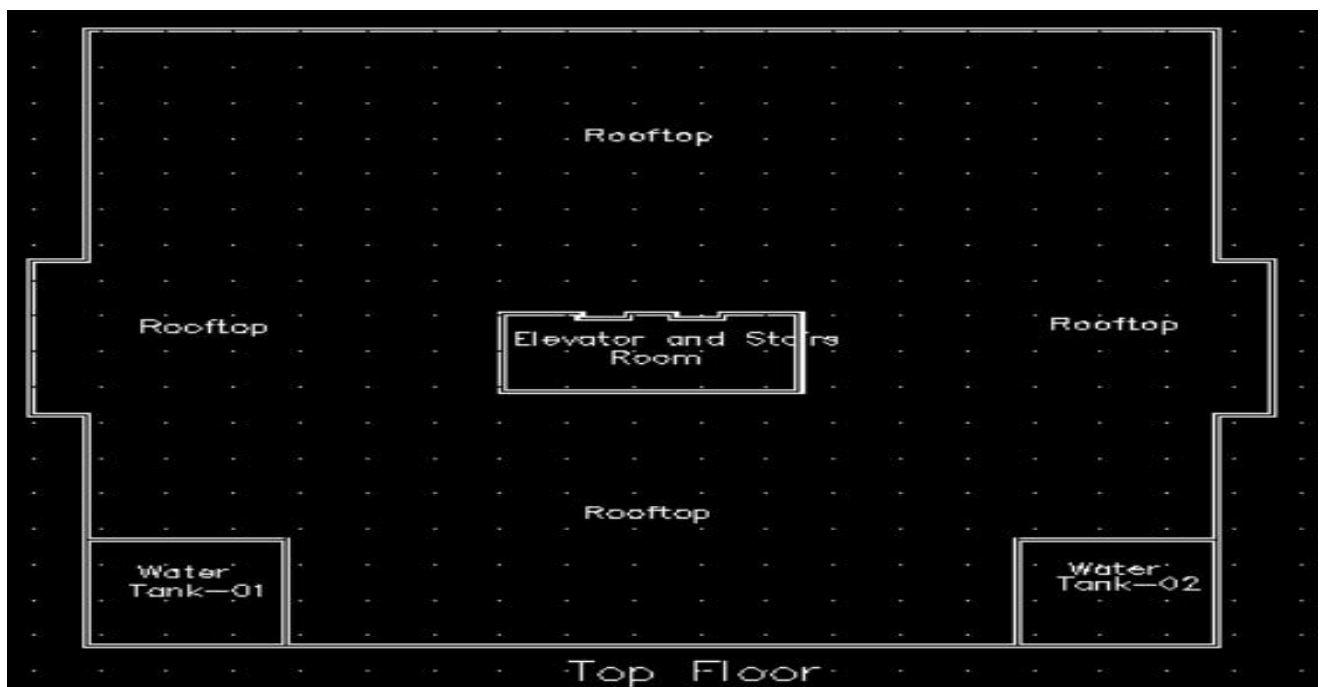 Rooftop
Rooftop
Elevator and Stairs
Room
Rooftop
Rooftop
Water
Tank-01
Water
Tank-02
Top Floor